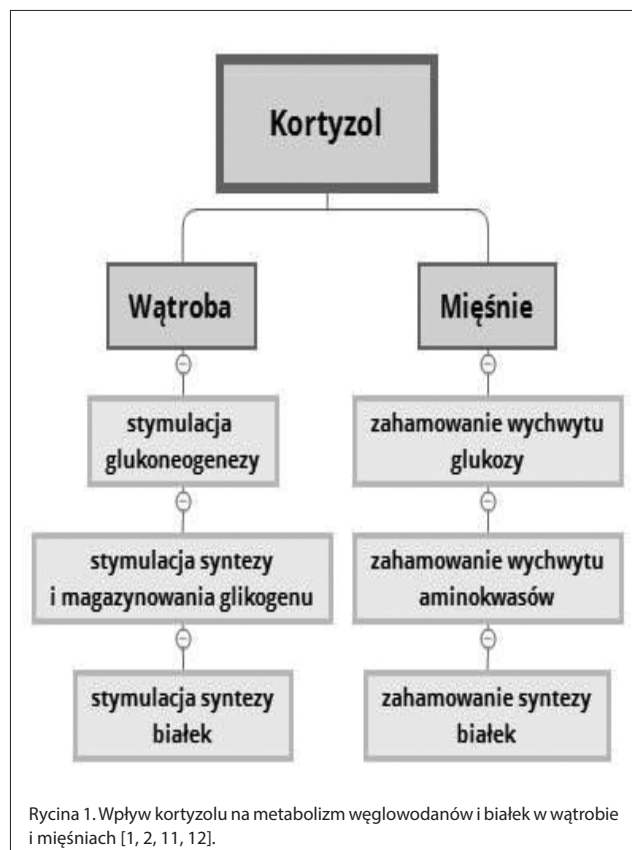 Kortyzol
Wątroba
Mięśnie
stymulacja
glukoneogenezy
zahamowanie wychwytu
glukozy
stymulacja syntezy
i magazynowania glikogenu
zahamowanie wychwytu
aminokwasów
stymulacja syntezy
białek
zahamowanie syntezy
białek
Rycina 1. Wpływ kortyzolu na metabolizm węglowodanów i białek w wątrobie
i mięśniach [1, 2, 11, 12].